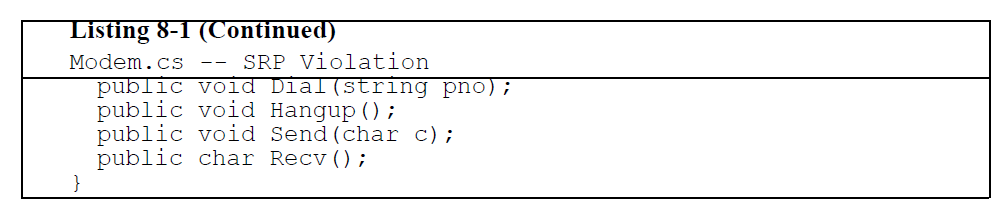 Listing 8-1 (Continued)
Modem.cs -- SRP Violation
public void Dial(string pno);
public void Hangup();
public void Send(char c);
public char Recv();
}